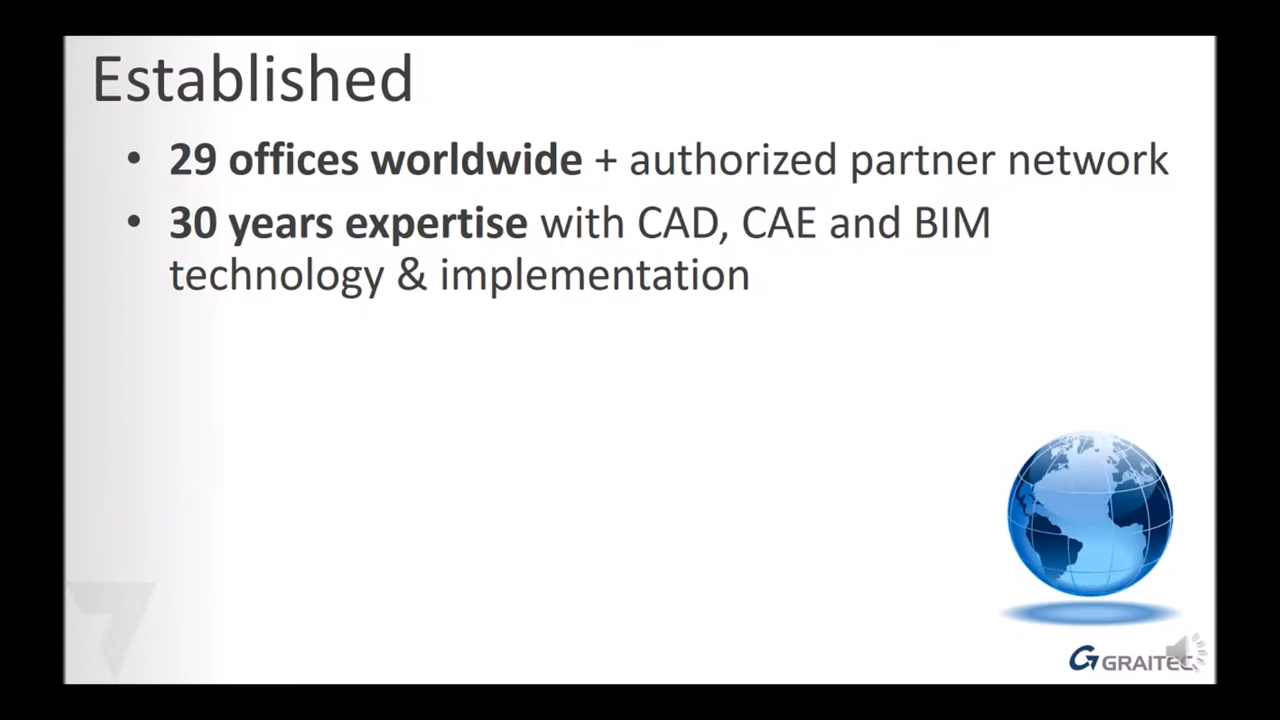 Established
• 29 offices worldwide + authorized partner network
• 30 years expertise with CAD, CAE and BIM
technology & implementation
GRAITEC